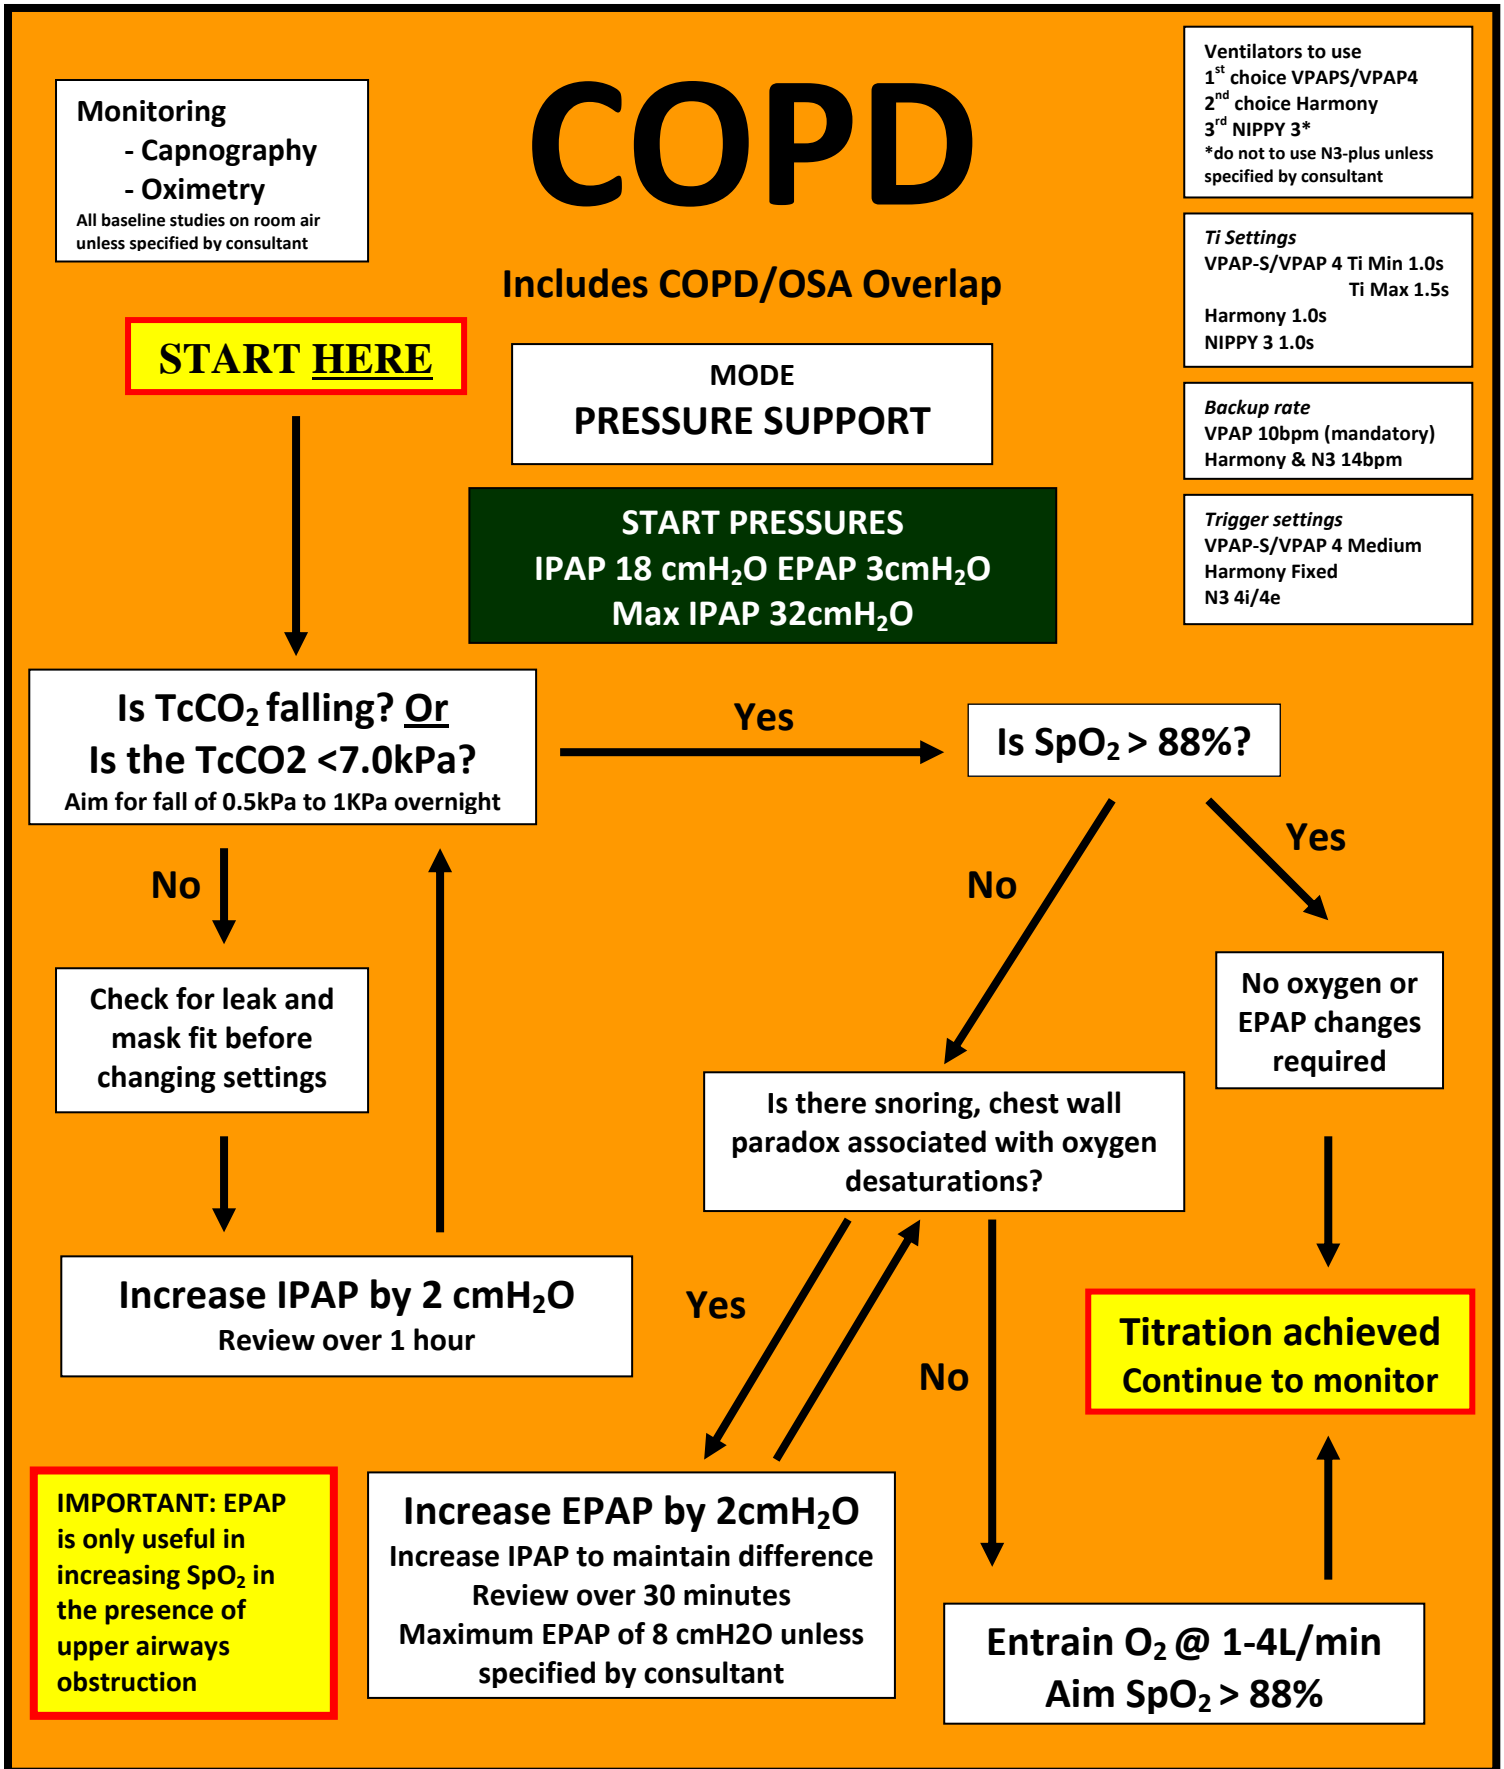 COPD
Includes COPD/OSA Overlap
Monitoring
- Capnography
- Oximetry
All baseline studies on room air
unless specified by consultant
Ventilators to use
1st choice VPAPS/VPAP4
2nd choice Harmony
3rd NIPPY 3*
*do not to use N3-plus unless
specified by consultant
Ti Settings
VPAP-S/VPAP 4 Ti Min 1.0s
Ti Max 1.5s
Harmony 1.0s
NIPPY 3 1.0s
Backup rate
VPAP 10bpm (mandatory)
Harmony & N3 14bpm
Trigger settings
VPAP-S/VPAP 4 Medium
Harmony Fixed
N3 4i/4e
START HERE
MODE
PRESSURE SUPPORT
START PRESSURES
IPAP 18 cmH₂O EPAP 3cmH₂O
Max IPAP 32cmH₂O
Is TcCO₂ falling? Or
Is the TcCO2 <7.0kPa?
Aim for fall of 0.5kPa to 1KPa overnight
Yes
Is SpO₂ > 88%?
No
Yes
No
Check for leak and
mask fit before
changing settings
No oxygen or
EPAP changes
required
Is there snoring, chest wall
paradox associated with oxygen
desaturations?
Increase IPAP by 2 cmH₂O
Review over 1 hour
Yes
No
Titration achieved
Continue to monitor
IMPORTANT: EPAP
is only useful in
increasing SpO₂ in
the presence of
upper airways
obstruction
Increase EPAP by 2cmH₂O
Increase IPAP to maintain difference
Review over 30 minutes
Maximum EPAP of 8 cmH2O unless
specified by consultant
Entrain O₂ @ 1-4L/min
Aim SpO₂ > 88%